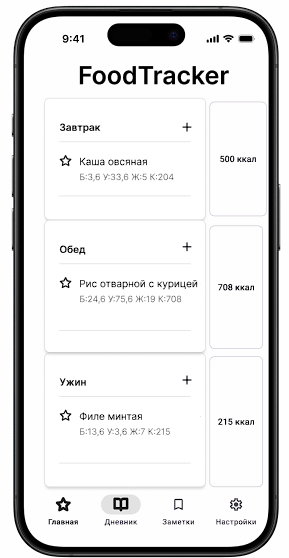 9:41
FoodTracker
Завтрак +
500 ккал
Каша овсяная
Б:3,6 У:33,6 Ж:5 К:204
Обед +
708 ккал
Рис отварной с курицей
Б:24,6 У:75,6 Ж:19 К:708
Ужин +
215 ккал
Филе минтая
Б:13,6 У:3,6 Ж:7 К:215
Главная Дневник Заметки Настройки